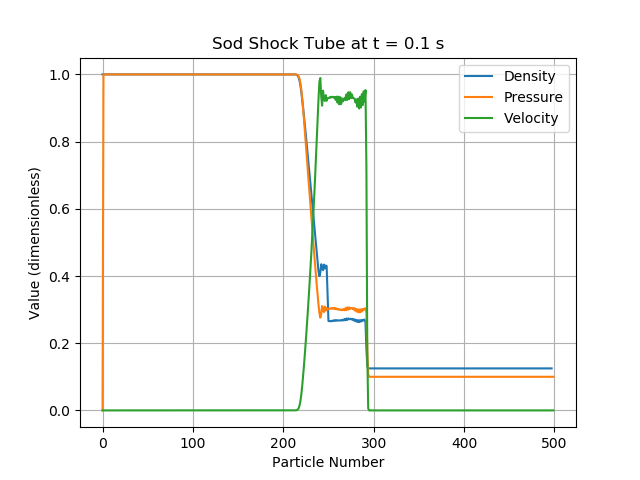 Sod Shock Tube at t = 0.1 s
Density
Pressure
Velocity
Value (dimensionless)
1.0
0.8
0.6
0.4
0.2
0.0
0 100 200 300 400 500
Particle Number